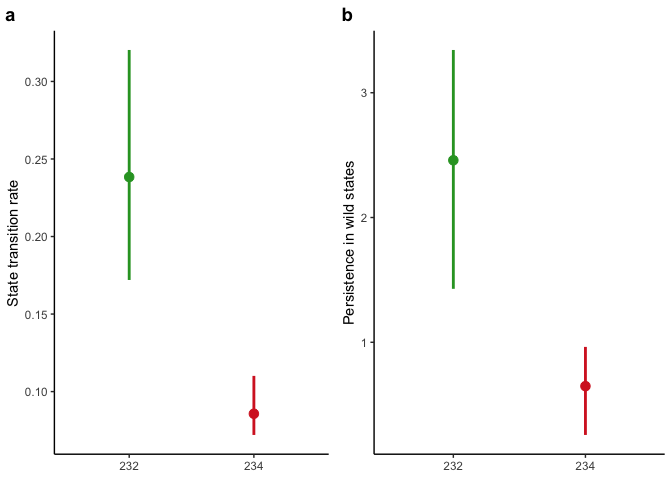 a
State transition rate
0.30
0.25
0.20
0.15
0.10
232 234
b
Persistence in wild states
3
2
1
232 234